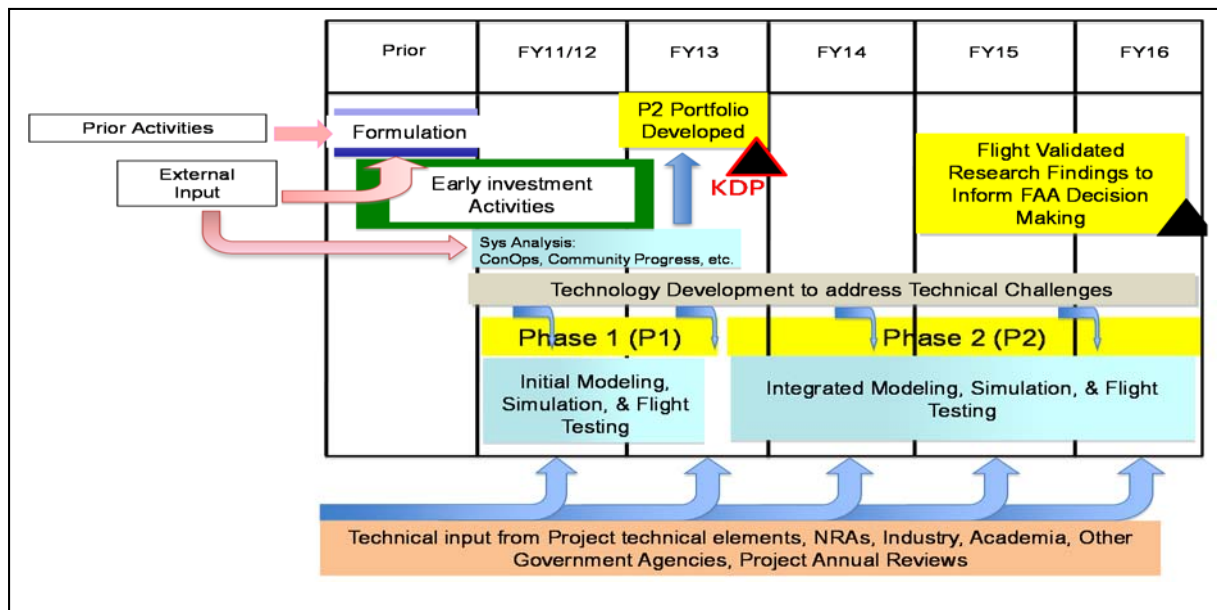 Prior
FY11/12
FY13
FY14
FY15
FY16
Prior Activities
Formulation
P2 Portfolio
Developed
KDP
Flight Validated
Research Findings to
Inform FAA Decision
Making
External
Input
Early investment
Activities
Sys Analysis:
ConOps, Community Progress, etc.
Technology Development to address Technical Challenges
Phase 1 (P1)
Phase 2 (P2)
Initial Modeling,
Simulation, & Flight
Testing
Integrated Modeling, Simulation, & Flight
Testing
Technical input from Project technical elements, NRAs, Industry, Academia, Other
Government Agencies, Project Annual Reviews